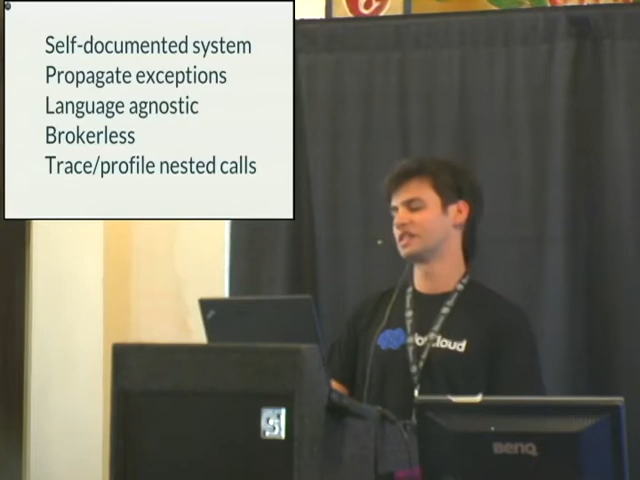 Self-documented system
Propagate exceptions
Language agnostic
Brokerless
Trace/profile nested calls
BenQ